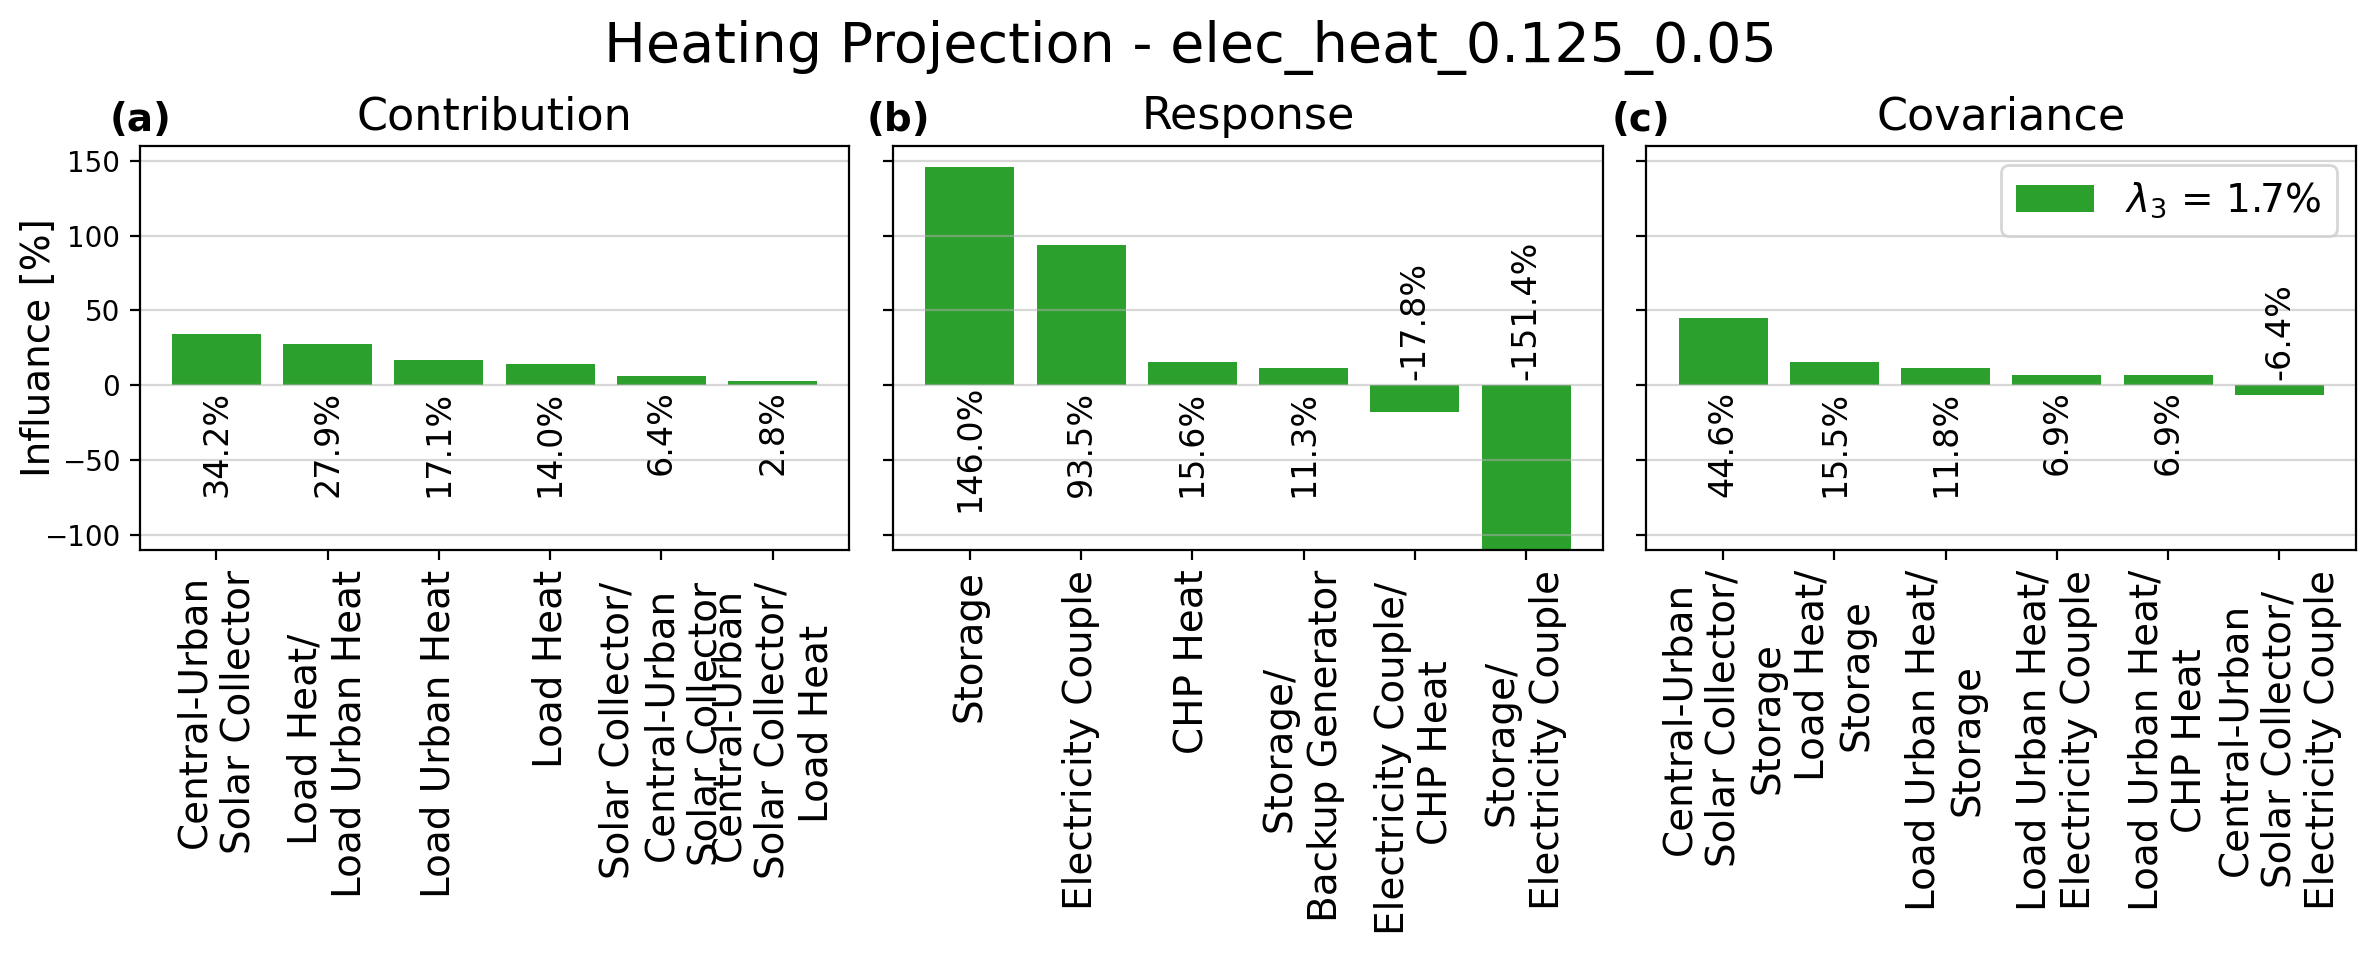 Heating Projection - elec_heat_0.125_0.05
(a)
Contribution
Influance [%]
150
100
50
0
−50
−100
34.2%
27.9%
17.1%
14.0%
6.4%
2.8%
Central-Urban
Solar Collector
Load Heat/
Load Urban Heat
Load Urban Heat
Load Heat
Solar Collector/
Central-Urban
Solar Collector
Central-Urban
Solar Collector/
Load Heat
(b)
Response
146.0%
93.5%
15.6%
11.3%
-17.8%
-151.4%
Storage
Electricity Couple
CHP Heat
Storage/
Backup Generator
Electricity Couple/
CHP Heat
Storage/
Electricity Couple
(c)
Covariance
λ₃ = 1.7%
44.6%
15.5%
11.8%
6.9%
6.9%
-6.4%
Central-Urban
Solar Collector/
Storage
Load Heat/
Storage
Load Urban Heat/
Storage
Load Urban Heat/
Electricity Couple
Load Urban Heat/
CHP Heat
Central-Urban
Solar Collector/
Electricity Couple